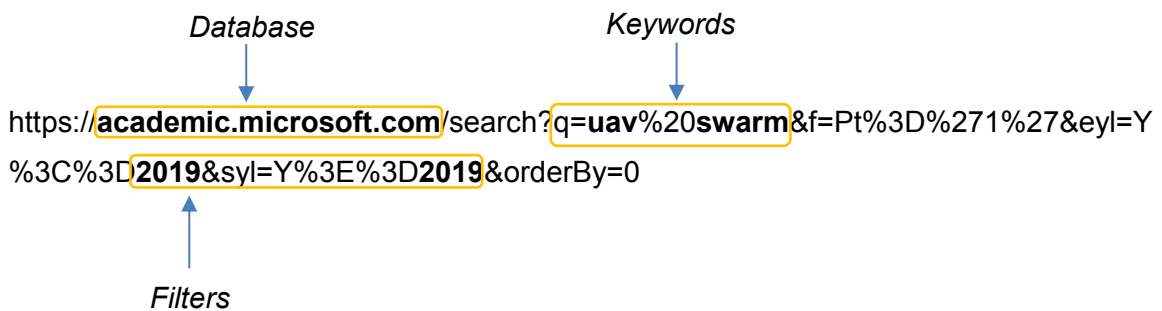 Database Keywords
https://academic.microsoft.com/search?q=uav%20swarm&f=Pt%3D%271%27&eyl=Y
%3C%3D2019&syl=Y%3E%3D2019&orderBy=0
Filters